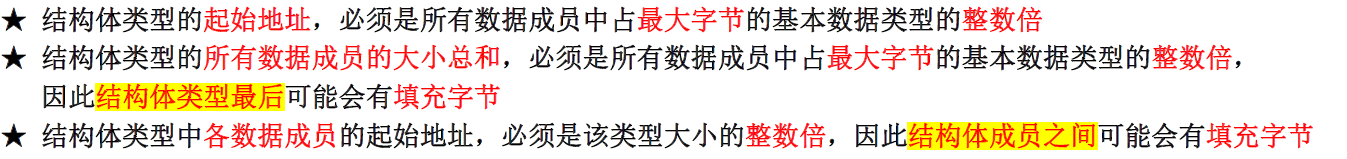 ★ 结构体类型的起始地址，必须是所有数据成员中占最大字节的基本数据类型的整数倍
★ 结构体类型的所有数据成员的大小总和，必须是所有数据成员中占最大字节的基本数据类型的整数倍，
因此结构体类型最后可能会有填充字节
★ 结构体类型中各数据成员的起始地址，必须是该类型大小的整数倍，因此结构体成员之间可能会有填充字节